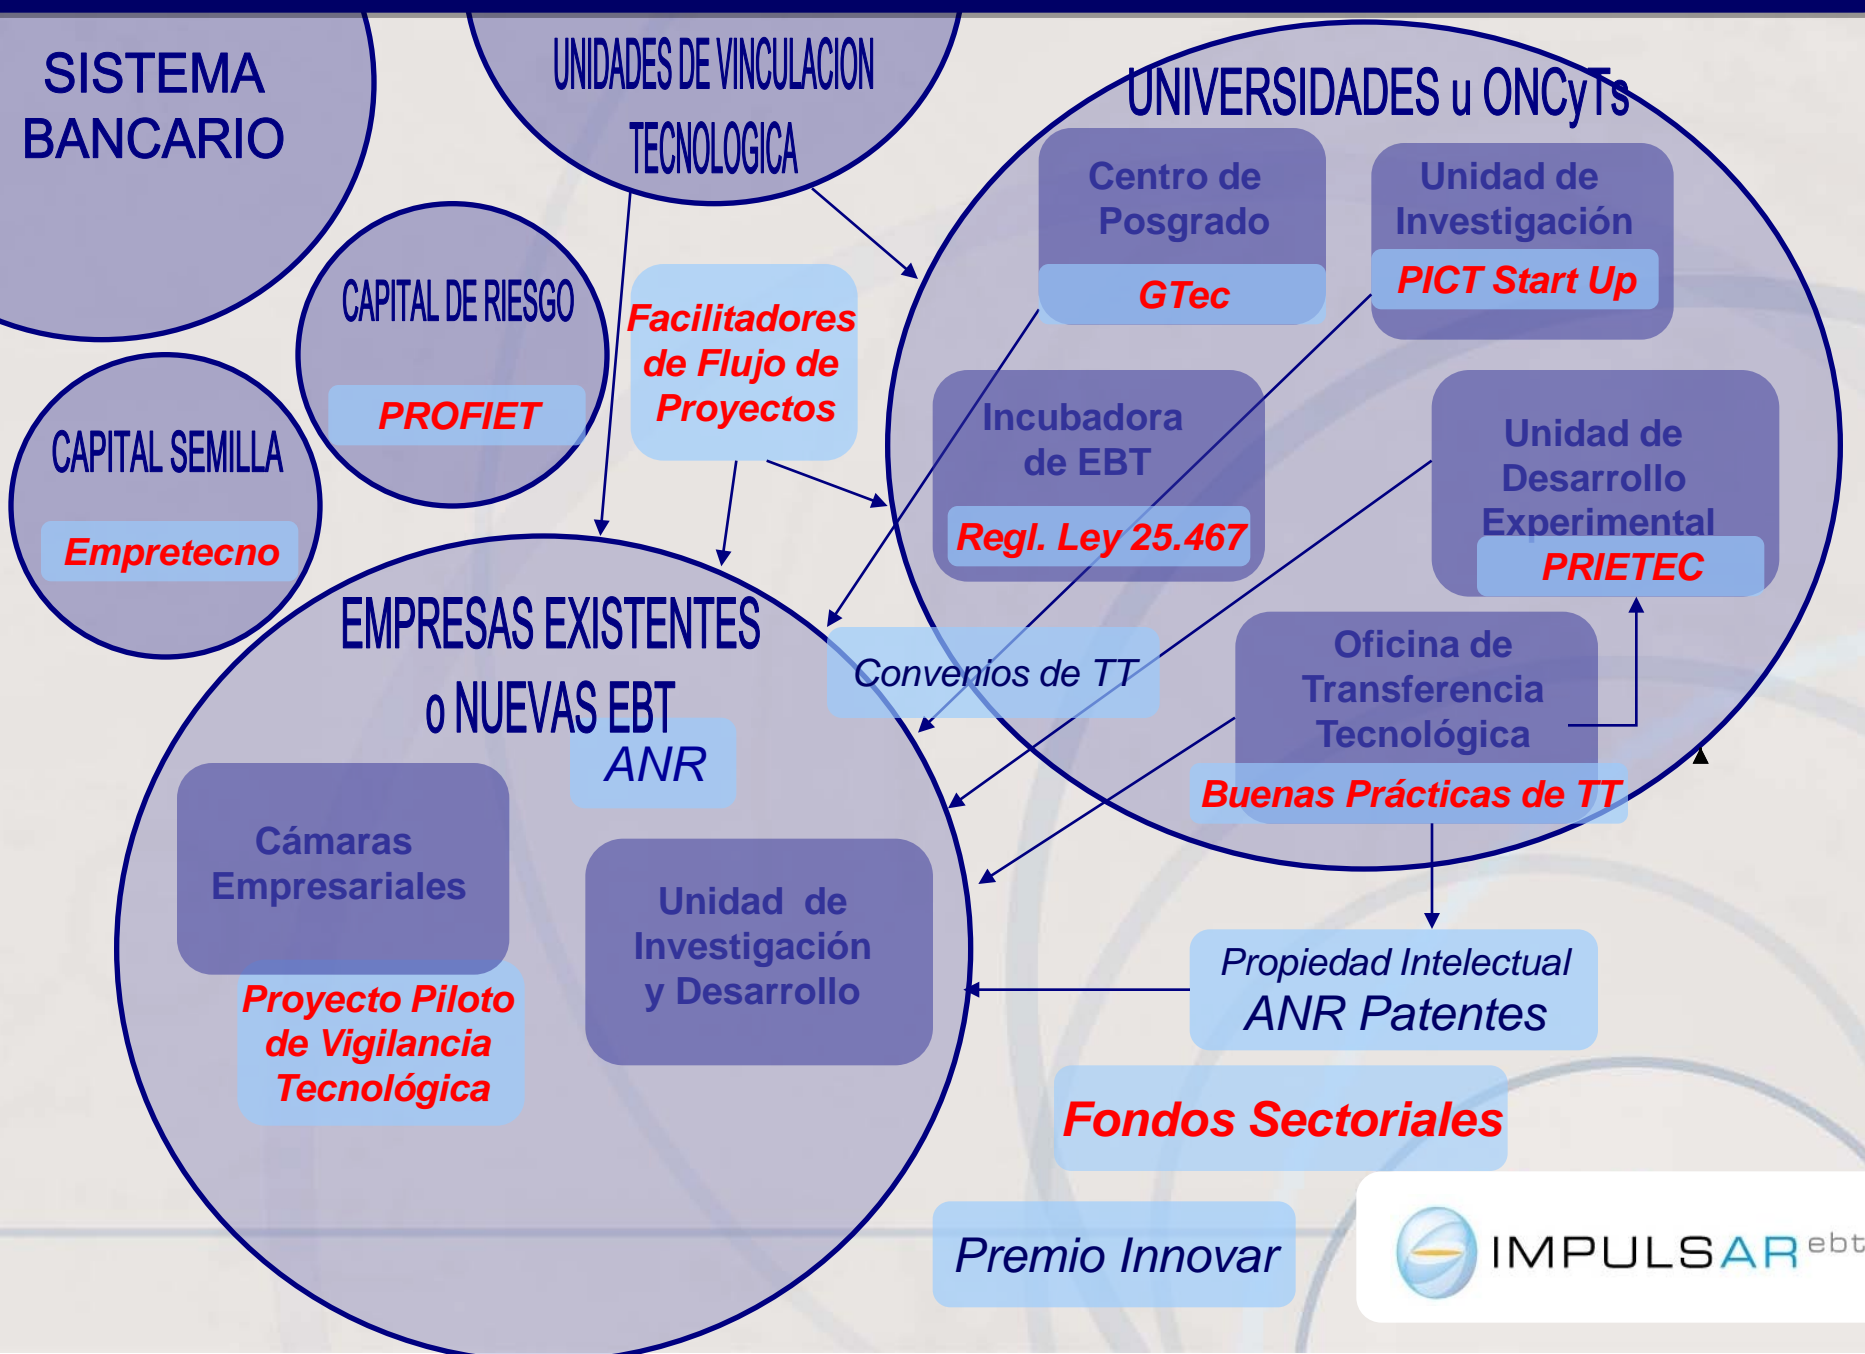 SISTEMA
BANCARIO
UNIDADES DE VINCULACION
TECNOLOGICA
UNIVERSIDADES u ONCyTs
Centro de
Posgrado
GTec
Unidad de
Investigación
PICT Start Up
CAPITAL DE RIESGO
PROFIET
Facilitadores
de Flujo de
Proyectos
CAPITAL SEMILLA
Empretecno
Incubadora
de EBT
Regl. Ley 25.467
Unidad de
Desarrollo
Experimental
PRIETEC
EMPRESAS EXISTENTES
o NUEVAS EBT
ANR
Convenios de TT
Oficina de
Transferencia
Tecnológica
Buenas Prácticas de TT
Cámaras
Empresariales
Proyecto Piloto
de Vigilancia
Tecnológica
Unidad de
Investigación
y Desarrollo
Propiedad Intelectual
ANR Patentes
Fondos Sectoriales
Premio Innovar
IMPULSAR ebt